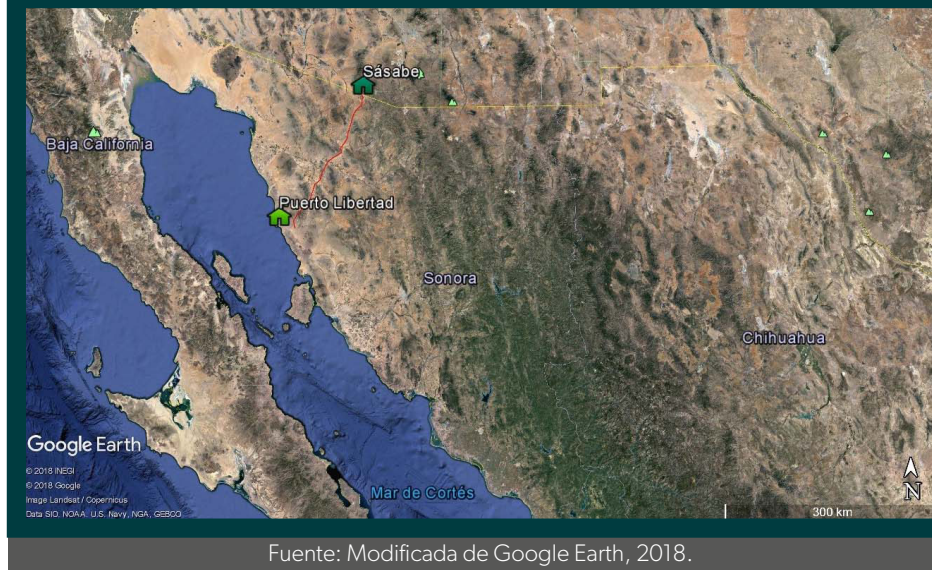 Sásabe
Baja California
Puerto Libertad
Sonora
Chihuahua
Google Earth
© 2018 INEGI
© 2018 Google
Image Landsat / Copernicus
Data SIO, NOAA, U.S. Navy, NGA, GEBCO
Mar de Cortés
N
300 km
Fuente: Modificada de Google Earth, 2018.